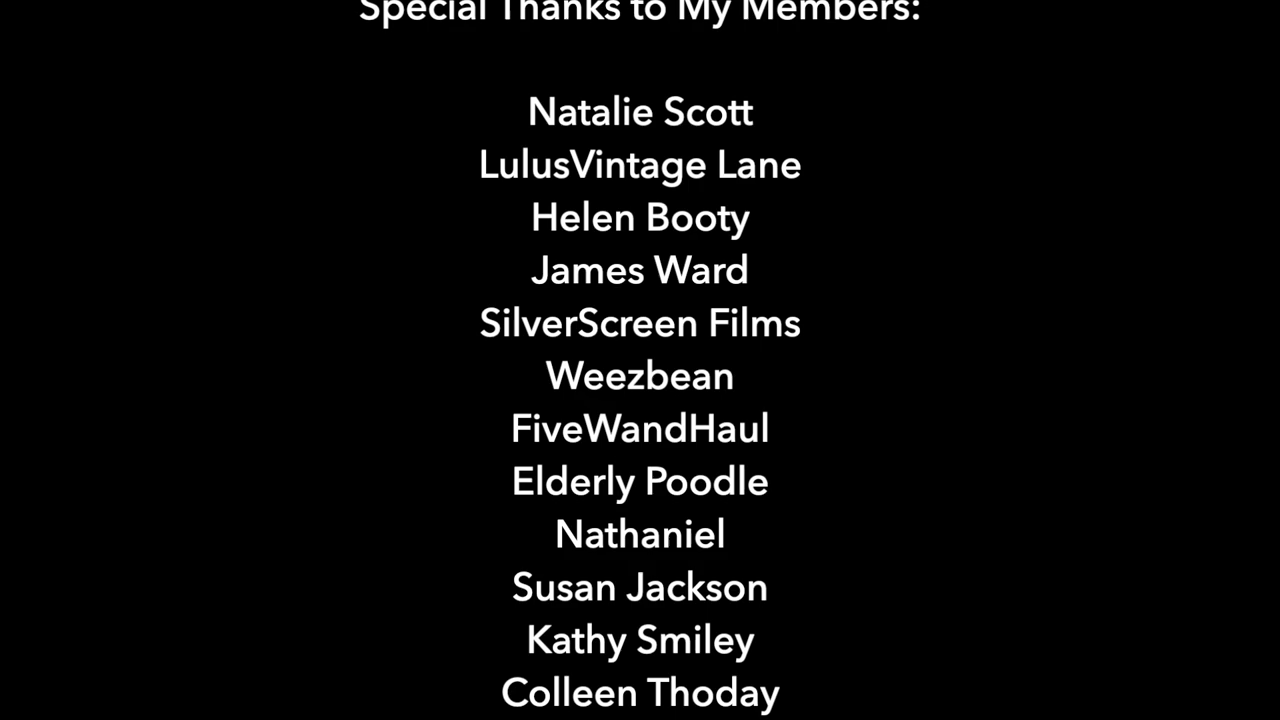 Special Thanks to My Members:
Natalie Scott
LulusVintage Lane
Helen Booty
James Ward
SilverScreen Films
Weezbean
FiveWandHaul
Elderly Poodle
Nathaniel
Susan Jackson
Kathy Smiley
Colleen Thoday